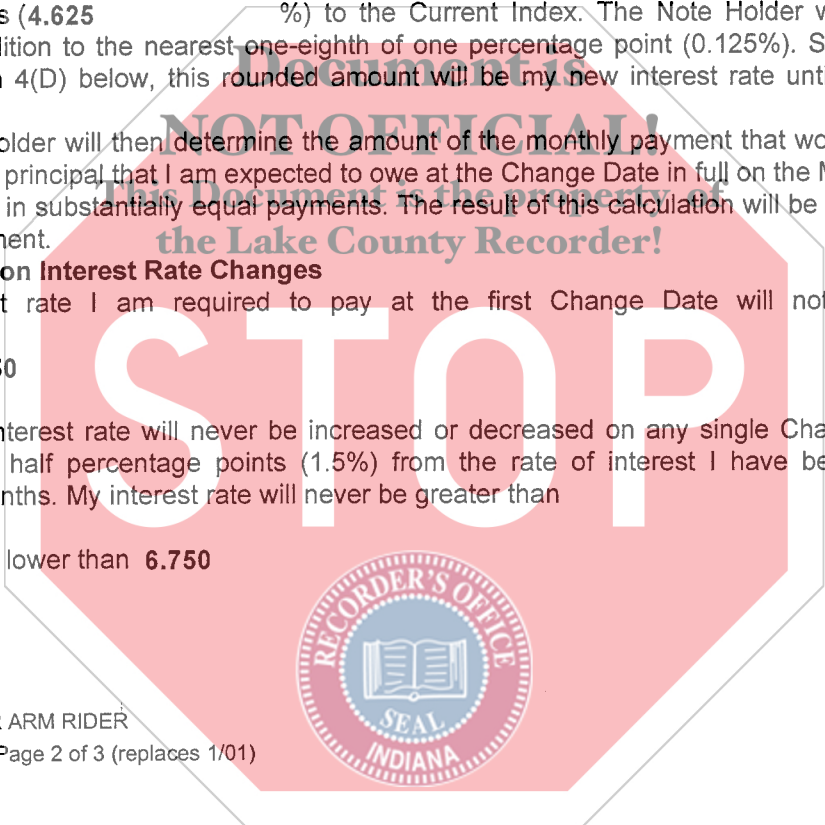 s (4.625 %) to the Current Index. The Note Holder w
lition to the nearest one-eighth of one percentage point (0.125%). S
4(D) below, this rounded amount will be my new interest rate unti
Document is
NOT OFFICIAL!
older will then determine the amount of the monthly payment that wo
principal that I am expected to owe at the Change Date in full on the M
This Document is the property of
in substantially equal payments. The result of this calculation will be
the Lake County Recorder!
ment.
on Interest Rate Changes
t rate I am required to pay at the first Change Date will not
50
STOP
nterest rate will never be increased or decreased on any single Cha
half percentage points (1.5%) from the rate of interest I have be
nths. My interest rate will never be greater than
lower than 6.750
RECORDER'S OFFICE
SEAL
INDIANA
ARM RIDER
Page 2 of 3 (replaces 1/01)